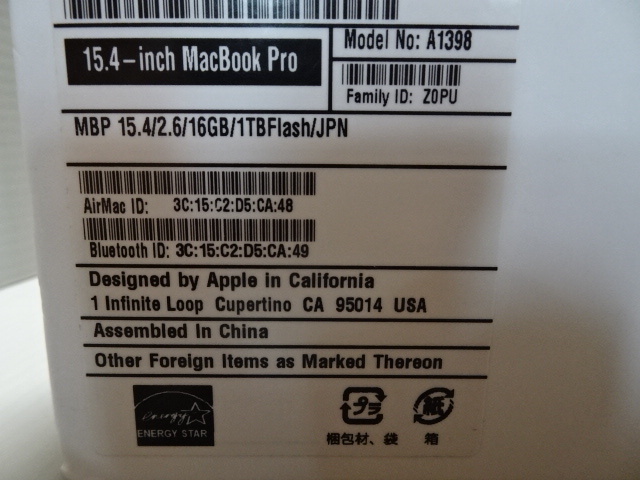 15.4-inch MacBook Pro
Model No: A1398
Family ID: Z0PU
MBP 15.4/2.6/16GB/1TBFlash/JPN
AirMac ID: 3C:15:C2:D5:CA:48
Bluetooth ID: 3C:15:C2:D5:CA:49
Designed by Apple in California
1 Infinite Loop Cupertino CA 95014 USA
Assembled In China
Other Foreign Items as Marked Thereon
energy
ENERGY STAR
プラ
紙
梱包材、袋
箱